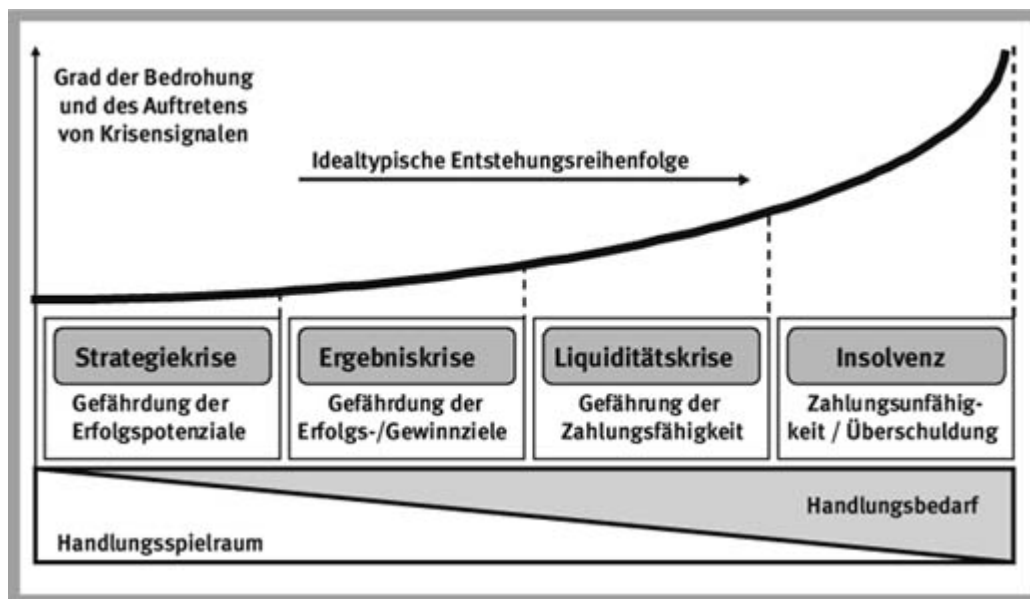 Grad der Bedrohung
und des Auftretens
von Krisensignalen
Idealtypische Entstehungsreihenfolge
Strategiekrise
Gefährdung der
Erfolgspotenziale
Ergebniskrise
Gefährdung der
Erfolgs-/Gewinnziele
Liquiditätskrise
Gefährung der
Zahlungsfähigkeit
Insolvenz
Zahlungsunfähig-
keit / Überschuldung
Handlungsbedarf
Handlungsspielraum